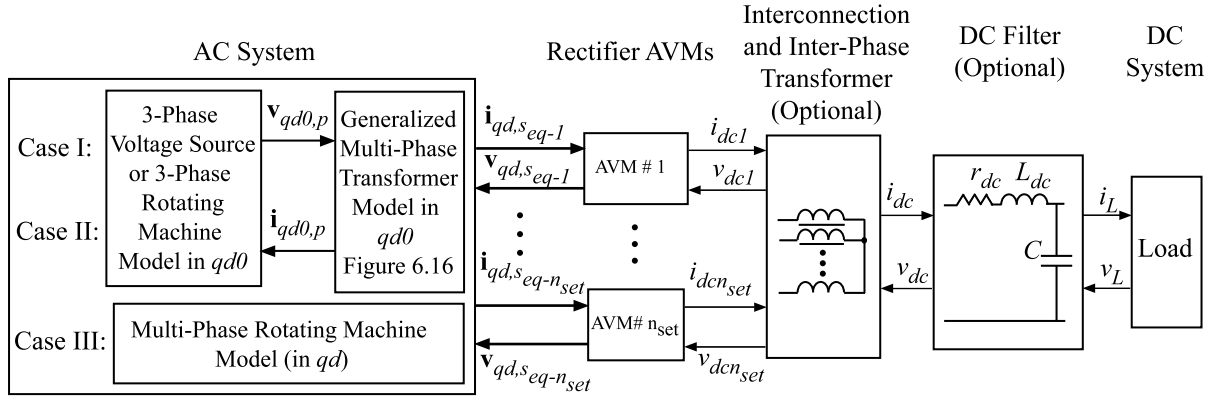 AC System
Rectifier AVMs
Interconnection
and Inter-Phase
Transformer
(Optional)
DC Filter
(Optional)
DC
System
Case I:
Case II:
Case III:
3-Phase
Voltage Source
or 3-Phase
Rotating
Machine
Model in qd0
v_{qd0,p}
i_{qd0,p}
Generalized
Multi-Phase
Transformer
Model in
qd0
Figure 6.16
Multi-Phase Rotating Machine
Model (in qd)
i_{qd,s_{eq-1}}
v_{qd,s_{eq-1}}
i_{qd,s_{eq-n_{set}}}
v_{qd,s_{eq-n_{set}}}
AVM # 1
AVM# n_{set}
i_{dc1}
v_{dc1}
i_{dcn_{set}}
v_{dcn_{set}}
i_{dc}
v_{dc}
r_{dc} L_{dc}
C
i_L
v_L
Load